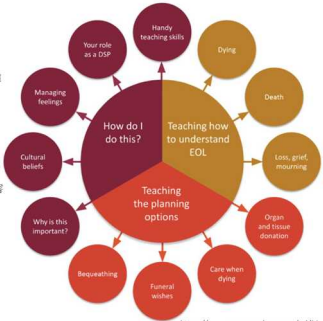 Handy
teaching skills
Your role
as a DSP
Dying
Managing
feelings
Death
How do I
do this?
Teaching how
to understand
EOL
Cultural
beliefs
Loss, grief,
mourning
Teaching
the planning
options
Why is this
important?
Organ
and tissue
donation
Bequeathing
Care when
dying
Funeral
wishes